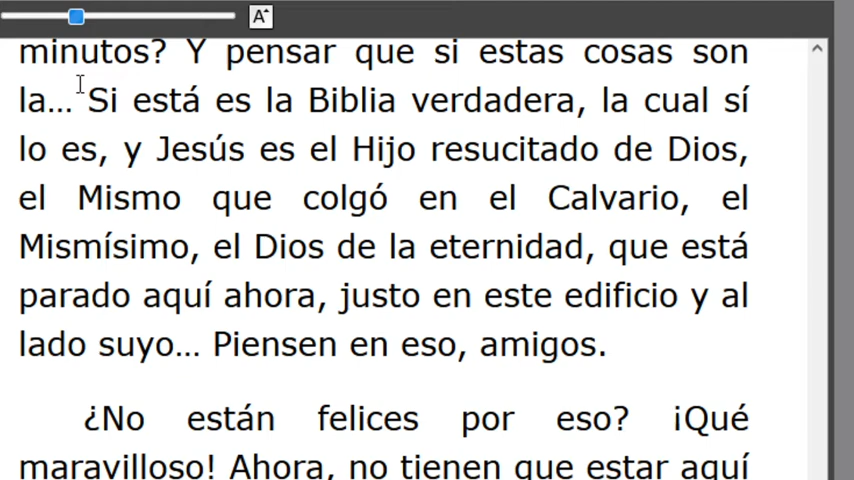 A
minutos? Y pensar que si estas cosas son
la… Si está es la Biblia verdadera, la cual sí
lo es, y Jesús es el Hijo resucitado de Dios,
el Mismo que colgó en el Calvario, el
Mismísimo, el Dios de la eternidad, que está
parado aquí ahora, justo en este edificio y al
lado suyo… Piensen en eso, amigos.
¿No están felices por eso? ¡Qué
maravilloso! Ahora, no tienen que estar aquí